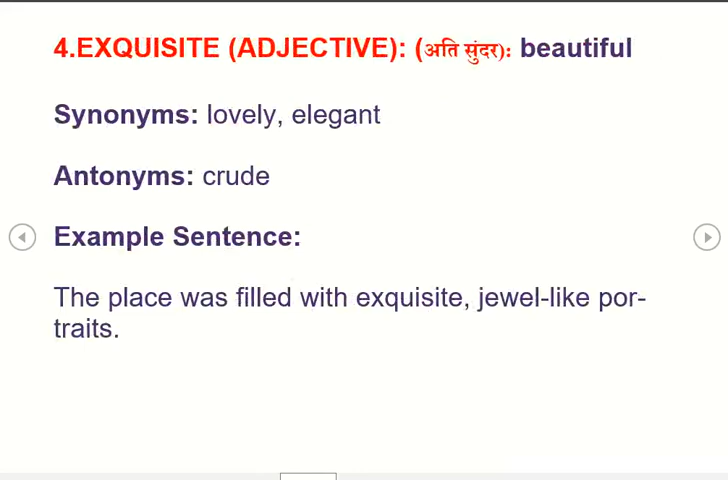 4.EXQUISITE (ADJECTIVE): (अति सुंदर): beautiful
Synonyms: lovely, elegant
Antonyms: crude
Example Sentence:
The place was filled with exquisite, jewel-like por-
traits.